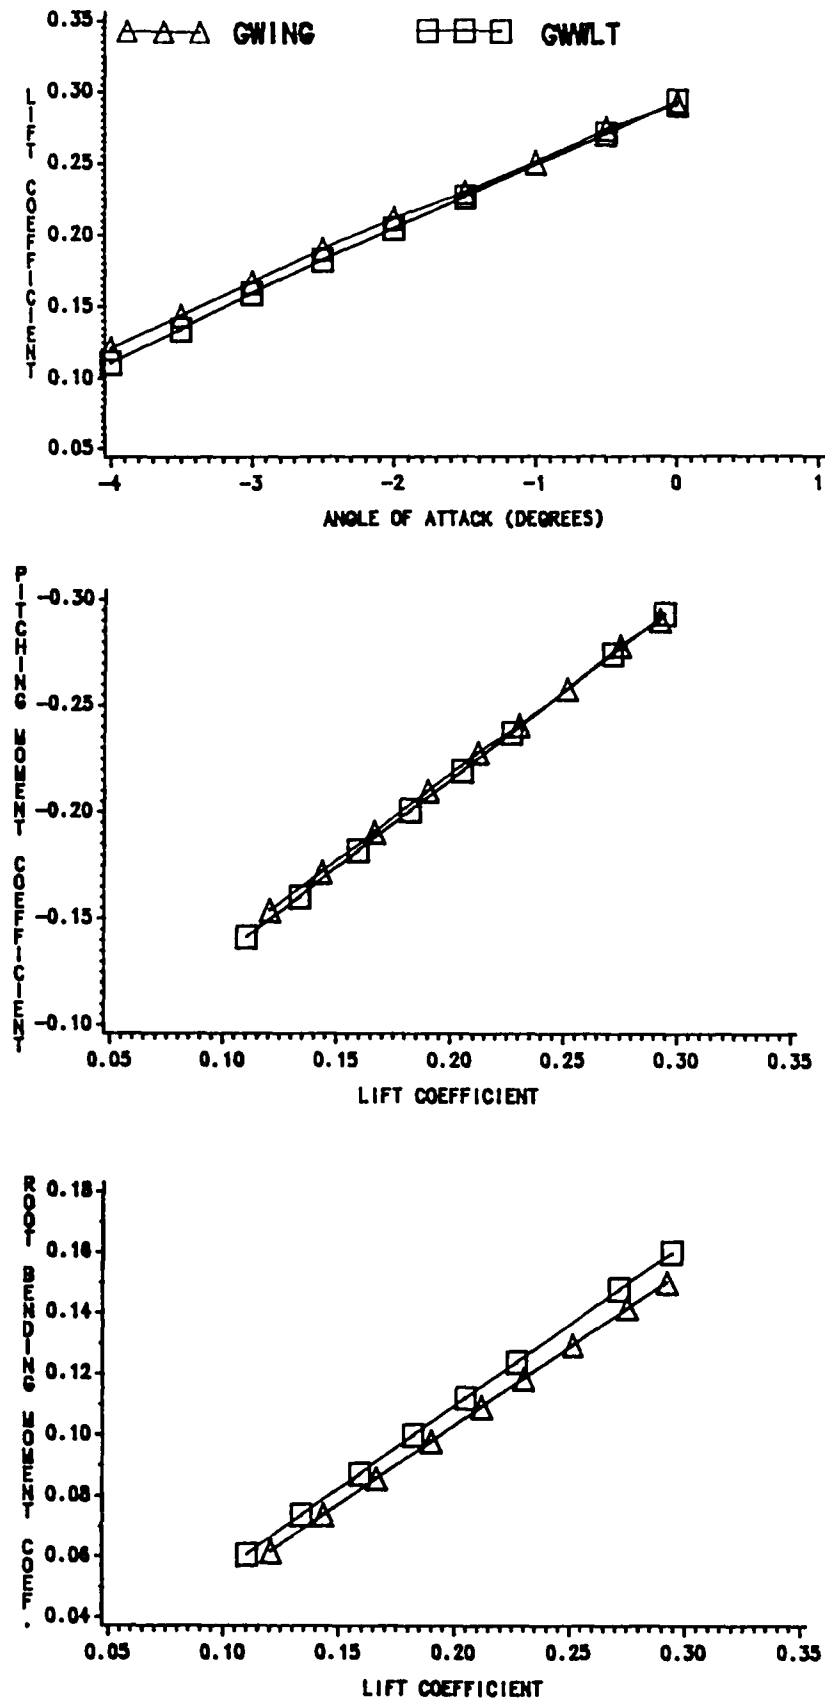 0.35
GWING GWWLT
0.30
0.25
0.20
0.15
0.10
0.05
LIFT COEFFICIENT
-4 -3 -2 -1 0 1
ANGLE OF ATTACK (DEGREES)
PITCHING MOMENT COEFFICIENT
-0.30
-0.25
-0.20
-0.15
-0.10
0.05 0.10 0.15 0.20 0.25 0.30 0.35
LIFT COEFFICIENT
ROOT BENDING MOMENT COEF.
0.18
0.16
0.14
0.12
0.10
0.08
0.06
0.04
0.05 0.10 0.15 0.20 0.25 0.30 0.35
LIFT COEFFICIENT